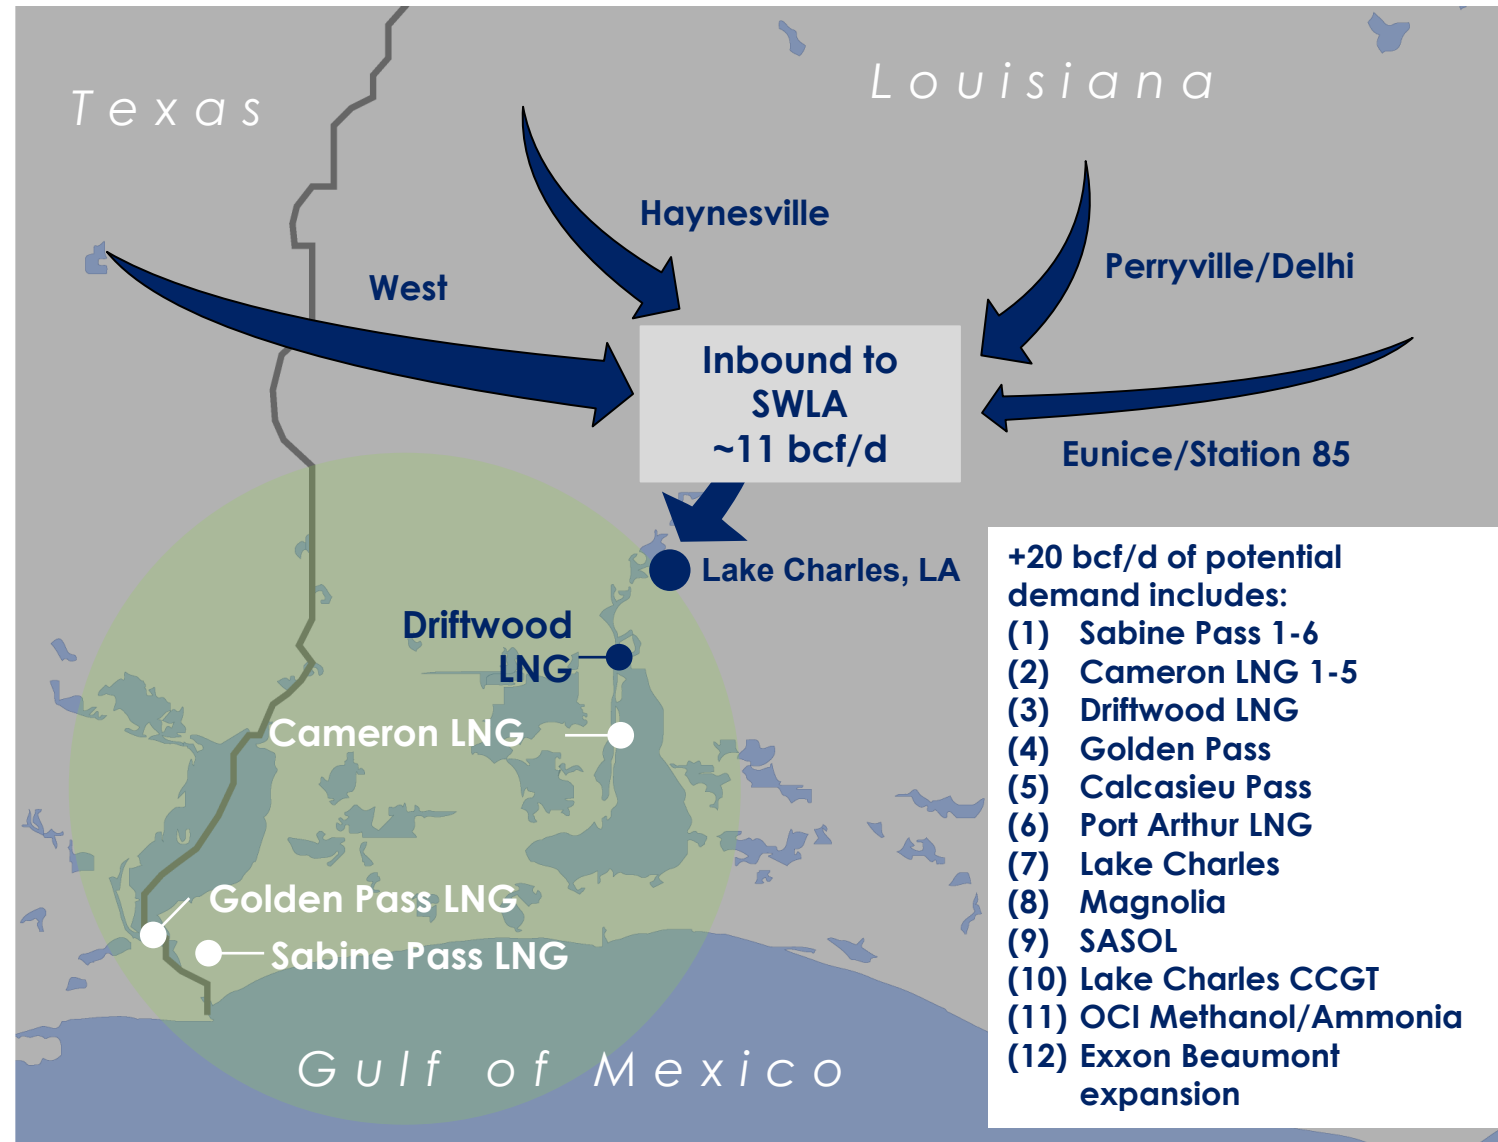 Texas
Louisiana
Haynesville
West
Perryville/Delhi
Inbound to
SWLA
~11 bcf/d
Eunice/Station 85
Lake Charles, LA
Driftwood
LNG
Cameron LNG
Golden Pass LNG
Sabine Pass LNG
Gulf of Mexico
+20 bcf/d of potential
demand includes:
(1) Sabine Pass 1-6
(2) Cameron LNG 1-5
(3) Driftwood LNG
(4) Golden Pass
(5) Calcasieu Pass
(6) Port Arthur LNG
(7) Lake Charles
(8) Magnolia
(9) SASOL
(10) Lake Charles CCGT
(11) OCI Methanol/Ammonia
(12) Exxon Beaumont
expansion